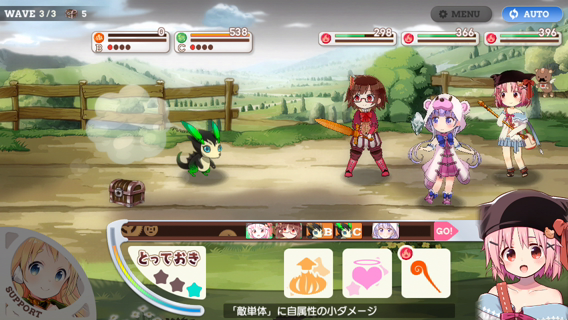 WAVE 3/3 5
MENU
AUTO
B 0
C 538
298
366
396
B C GO!
とっておき
SUPPORT
「敵単体」に自属性の小ダメージ